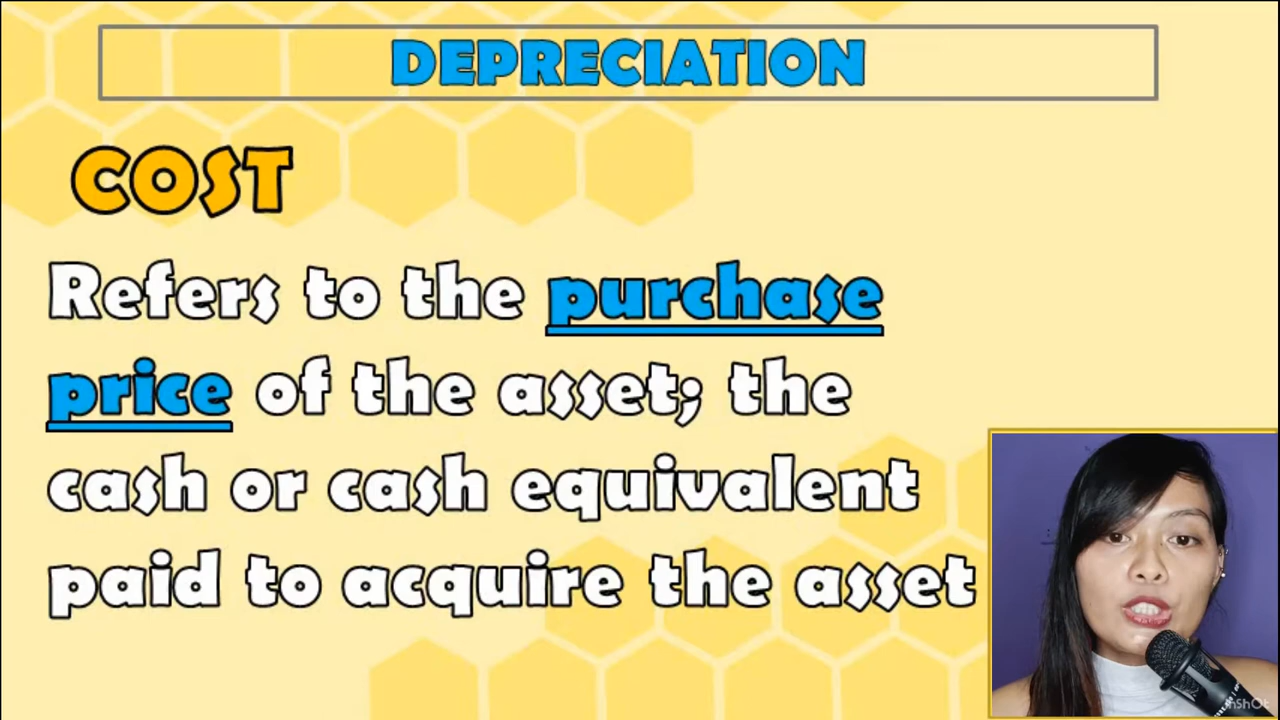 DEPRECIATION
COST
Refers to the purchase
price of the asset; the
cash or cash equivalent
paid to acquire the asset
InShOt